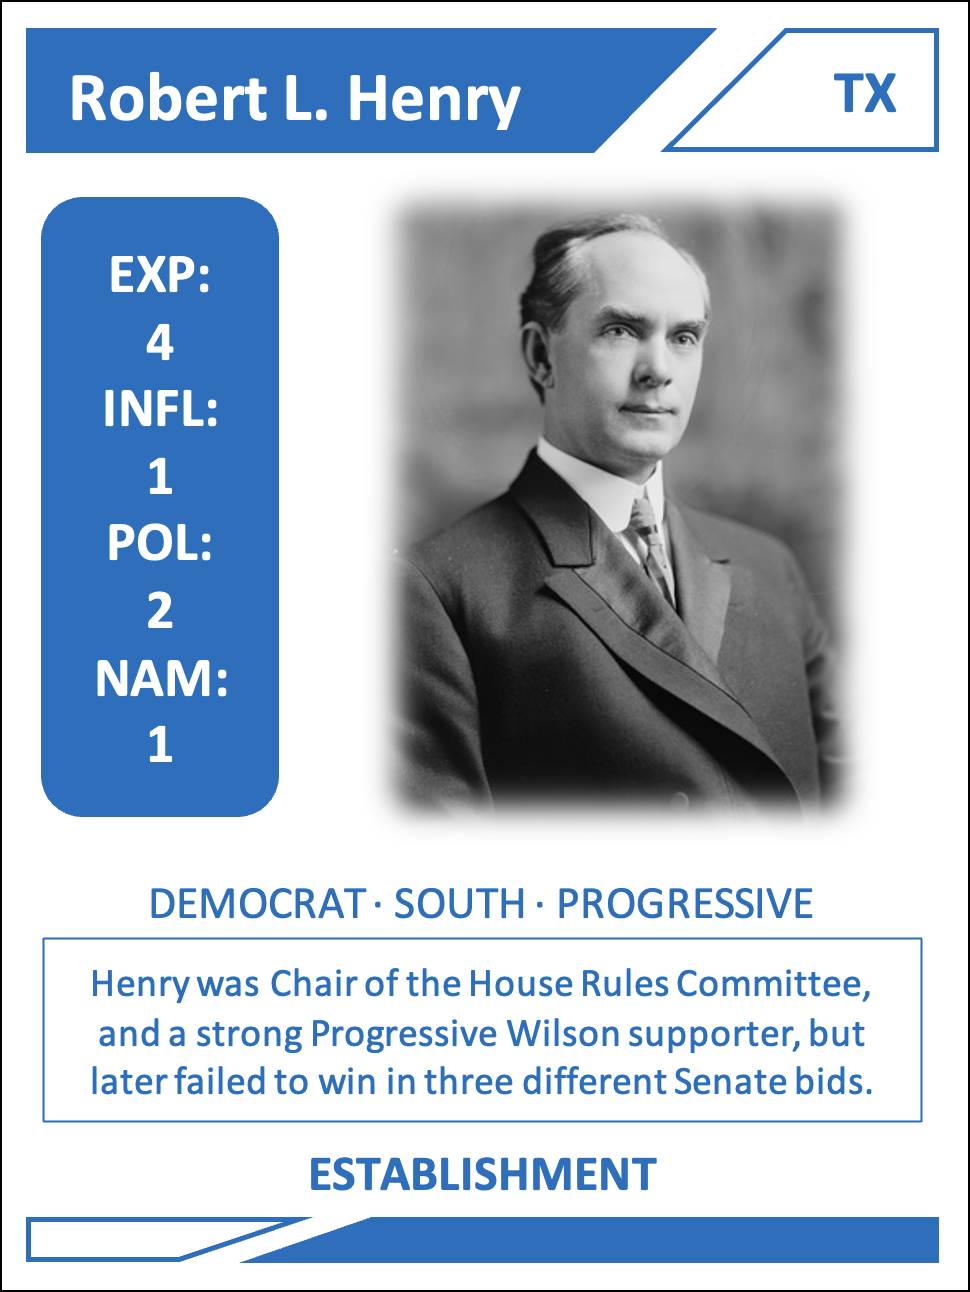 Robert L. Henry
TX
EXP:
4
INFL:
1
POL:
2
NAM:
1
DEMOCRAT · SOUTH · PROGRESSIVE
Henry was Chair of the House Rules Committee,
and a strong Progressive Wilson supporter, but
later failed to win in three different Senate bids.
ESTABLISHMENT